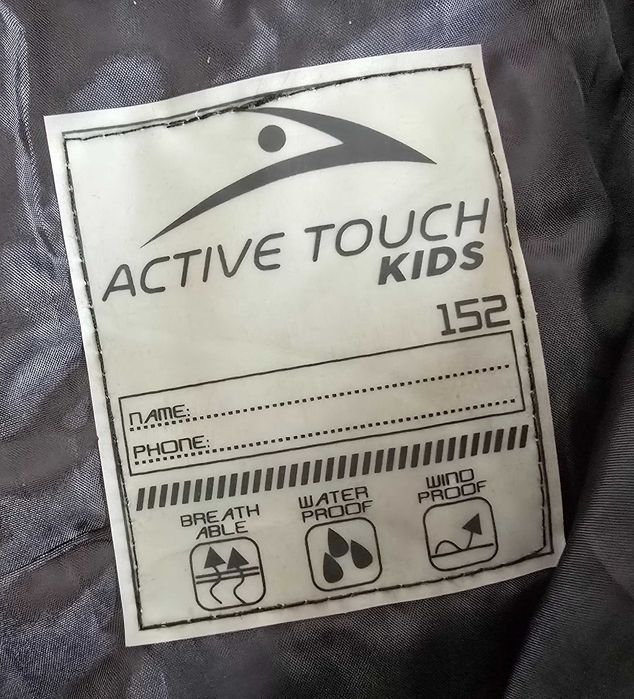 ACTIVE TOUCH
KIDS
152
NAME:
PHONE:
BREATH
ABLE
WATER
PROOF
WIND
PROOF